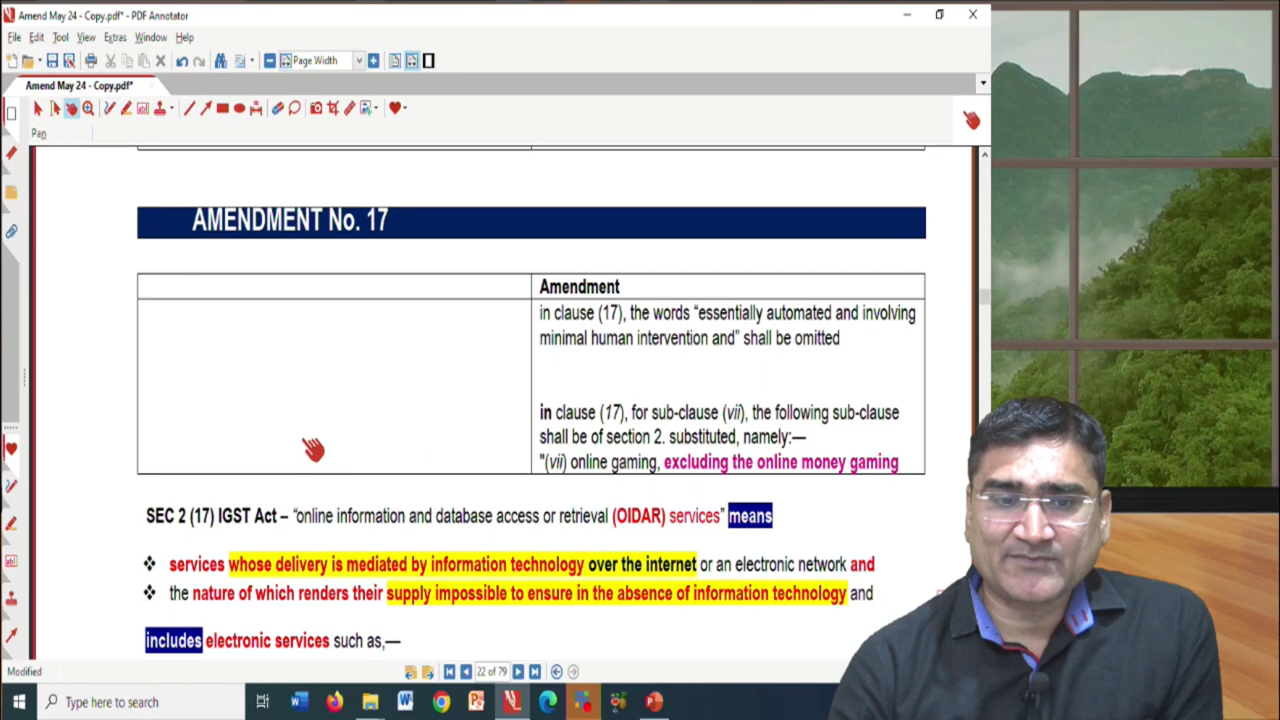 Amend May 24 - Copy.pdf* - PDF Annotator
File Edit Tool View Extras Window Help
Page Width
Amend May 24 - Copy.pdf*
Pan
AMENDMENT No. 17
Amendment
in clause (17), the words “essentially automated and involving
minimal human intervention and” shall be omitted
in clause (17), for sub-clause (vii), the following sub-clause
shall be of section 2. substituted, namely:—
"(vii) online gaming, excluding the online money gaming
SEC 2 (17) IGST Act – “online information and database access or retrieval (OIDAR) services” means
❖ services whose delivery is mediated by information technology over the internet or an electronic network and
❖ the nature of which renders their supply impossible to ensure in the absence of information technology and
includes electronic services such as,—
Modified
22 of 79
Type here to search